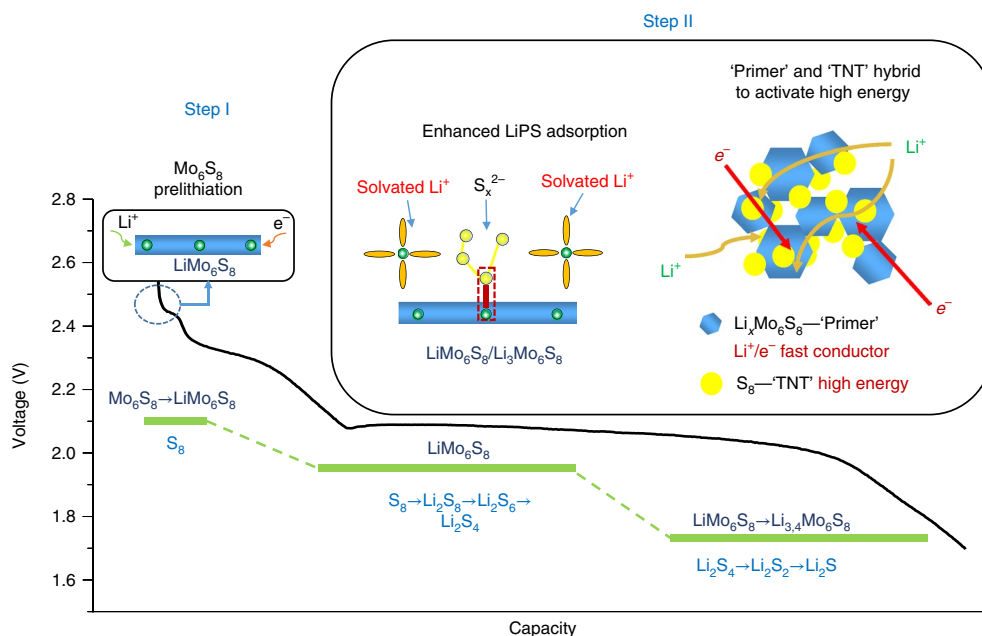 Step II
Step I
'Primer' and 'TNT' hybrid
to activate high energy
Enhanced LiPS adsorption
Mo₆S₈
prelithiation
Li⁺
e⁻
LiMo₆S₈
Solvated Li⁺
Sₓ²⁻
Solvated Li⁺
LiMo₆S₈/Li₃Mo₆S₈
e⁻
Li⁺
Li⁺
e⁻
LiₓMo₆S₈—'Primer'
Li⁺/e⁻ fast conductor
S₈—'TNT' high energy
Voltage (V)
2.8
2.6
2.4
2.2
2.0
1.8
1.6
Mo₆S₈→LiMo₆S₈
S₈
LiMo₆S₈
S₈→Li₂S₈→Li₂S₆→
Li₂S₄
LiMo₆S₈→Li₃,₄Mo₆S₈
Li₂S₄→Li₂S₂→Li₂S
Capacity